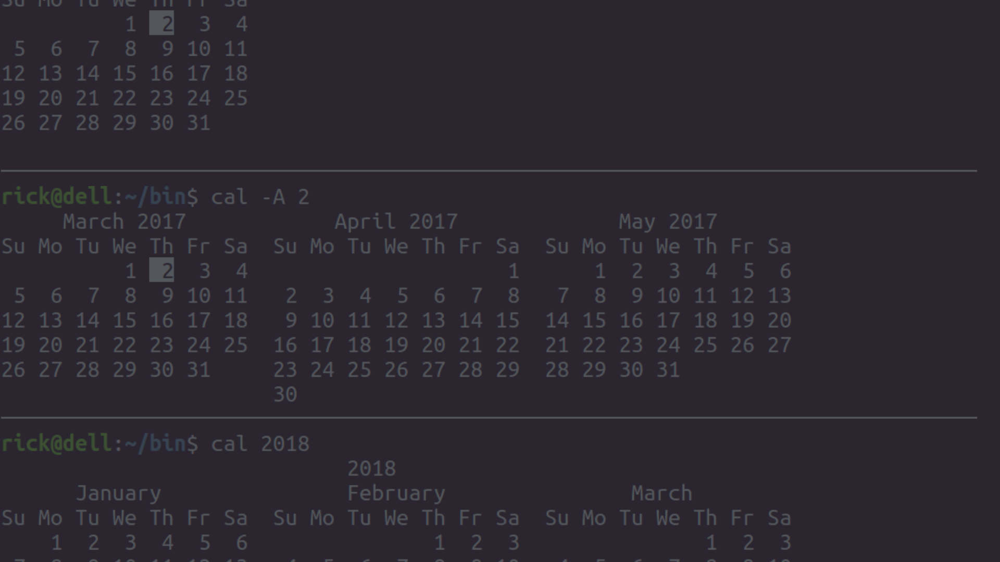 Su Mo Tu We Th Fr Sa
1 2 3 4
5 6 7 8 9 10 11
12 13 14 15 16 17 18
19 20 21 22 23 24 25
26 27 28 29 30 31
rick@dell:~/bin$ cal -A 2
March 2017 April 2017 May 2017
Su Mo Tu We Th Fr Sa Su Mo Tu We Th Fr Sa Su Mo Tu We Th Fr Sa
1 2 3 4 1 1 2 3 4 5 6
5 6 7 8 9 10 11 2 3 4 5 6 7 8 7 8 9 10 11 12 13
12 13 14 15 16 17 18 9 10 11 12 13 14 15 14 15 16 17 18 19 20
19 20 21 22 23 24 25 16 17 18 19 20 21 22 21 22 23 24 25 26 27
26 27 28 29 30 31 23 24 25 26 27 28 29 28 29 30 31
30
rick@dell:~/bin$ cal 2018
2018
January February March
Su Mo Tu We Th Fr Sa Su Mo Tu We Th Fr Sa Su Mo Tu We Th Fr Sa
1 2 3 4 5 6 1 2 3 1 2 3